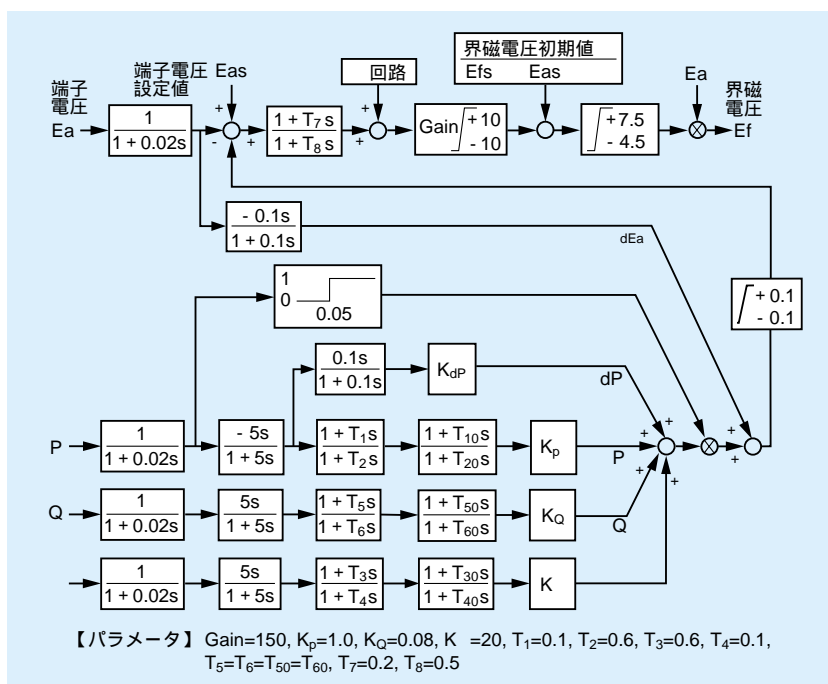 界磁電圧初期値
Efs Eas
端子電圧設定値 Eas
回路
Ea
端子電圧
Ea
1
1 + 0.02s
+
-
+
1 + T7 s
1 + T8 s
+
+
Gain + 10
- 10
+ 7.5
- 4.5
界磁電圧
Ef
- 0.1s
1 + 0.1s
dEa
1
0
0.05
+ 0.1
- 0.1
0.1s
1 + 0.1s
KdP
dP
P
1
1 + 0.02s
- 5s
1 + 5s
1 + T1s
1 + T2s
1 + T10s
1 + T20s
Kp
P
+
+
+
+
+
+
Q
1
1 + 0.02s
5s
1 + 5s
1 + T5s
1 + T6s
1 + T50s
1 + T60s
KQ
Q
1
1 + 0.02s
5s
1 + 5s
1 + T3s
1 + T4s
1 + T30s
1 + T40s
K
【パラメータ】 Gain=150, Kp=1.0, KQ=0.08, K =20, T1=0.1, T2=0.6, T3=0.6, T4=0.1,
T5=T6=T50=T60, T7=0.2, T8=0.5